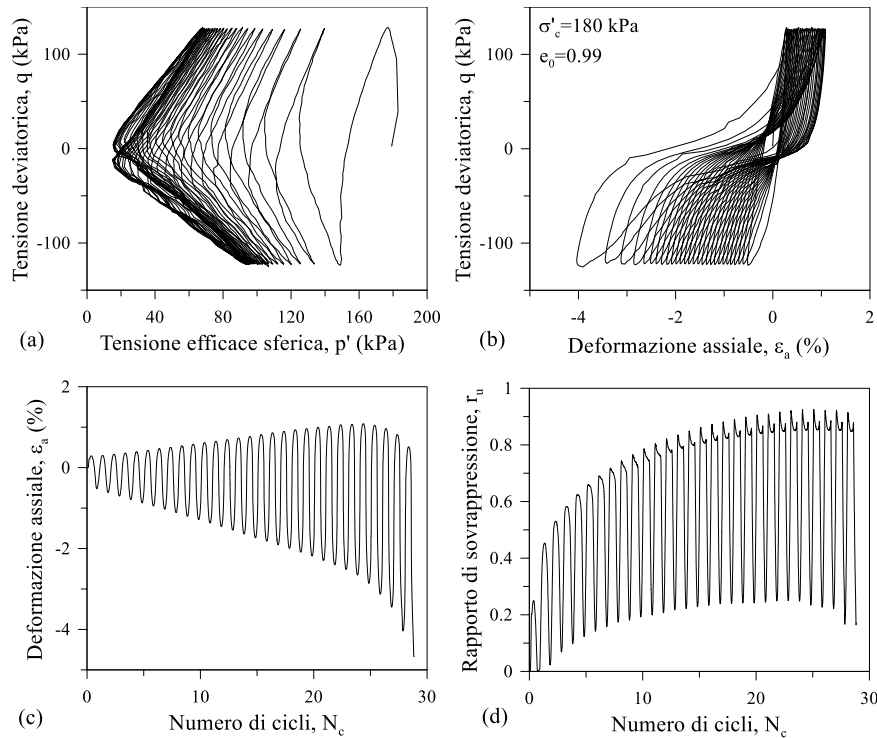 Tensione deviatorica, q (kPa)
100
0
-100
0 40 80 120 160 200
(a) Tensione efficace sferica, p' (kPa)
Tensione deviatorica, q (kPa)
σ'c=180 kPa
e0=0.99
100
0
-100
-4 -2 0 2
(b) Deformazione assiale, εa (%)
Deformazione assiale, εa (%)
2
0
-2
-4
0 10 20 30
(c) Numero di cicli, Nc
Rapporto di sovrappressione, ru
1
0.8
0.6
0.4
0.2
0
0 10 20 30
(d) Numero di cicli, Nc